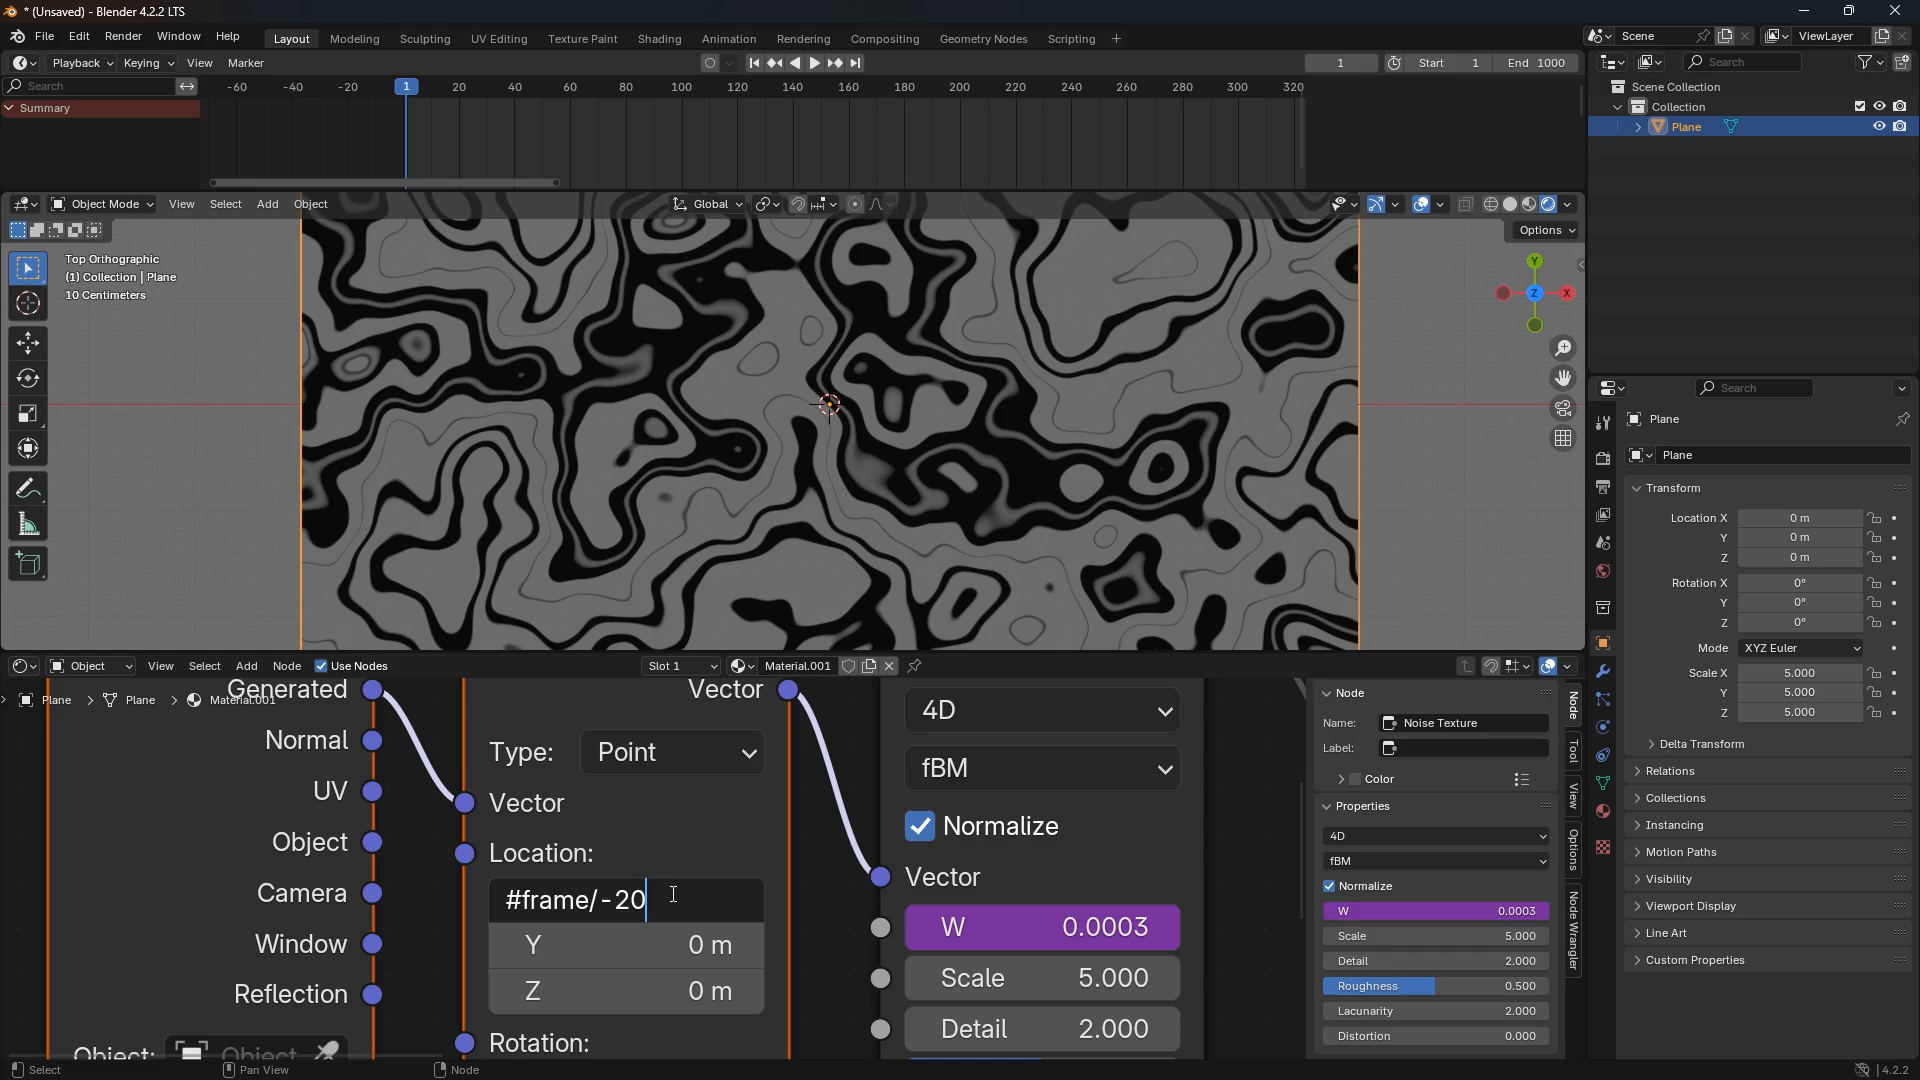 * (Unsaved) - Blender 4.2.2 LTS
File Edit Render Window Help Layout Modeling Sculpting UV Editing Texture Paint Shading Animation Rendering Compositing Geometry Nodes Scripting + Scene ViewLayer
Playback Keying View Marker 1 Start 1 End 1000 Search
Search -60 -40 -20 1 20 40 60 80 100 120 140 160 180 200 220 240 260 280 300 320
Summary
Scene Collection
Collection
Plane
Object Mode View Select Add Object Global
Options
Top Orthographic
(1) Collection | Plane
10 Centimeters
Y
Z X
Object View Select Add Node Use Nodes Slot 1 Material.001
Plane Plane Material.001
Generated
Normal
UV
Object
Camera
Window
Reflection
Object: Object
Vector
Type: Point
Vector
Location:
#frame/-20
Y 0 m
Z 0 m
Rotation:
4D
fBM
Normalize
Vector
W 0.0003
Scale 5.000
Detail 2.000
Node
Name: Noise Texture
Label:
Color
Properties
4D
fBM
Normalize
W 0.0003
Scale 5.000
Detail 2.000
Roughness 0.500
Lacunarity 2.000
Distortion 0.000
Node
Tool
View
Options
Node Wrangler
Search
Plane
Plane
Transform
Location X 0 m
Y 0 m
Z 0 m
Rotation X 0°
Y 0°
Z 0°
Mode XYZ Euler
Scale X 5.000
Y 5.000
Z 5.000
Delta Transform
Relations
Collections
Instancing
Motion Paths
Visibility
Viewport Display
Line Art
Custom Properties
Select Pan View Node 4.2.2